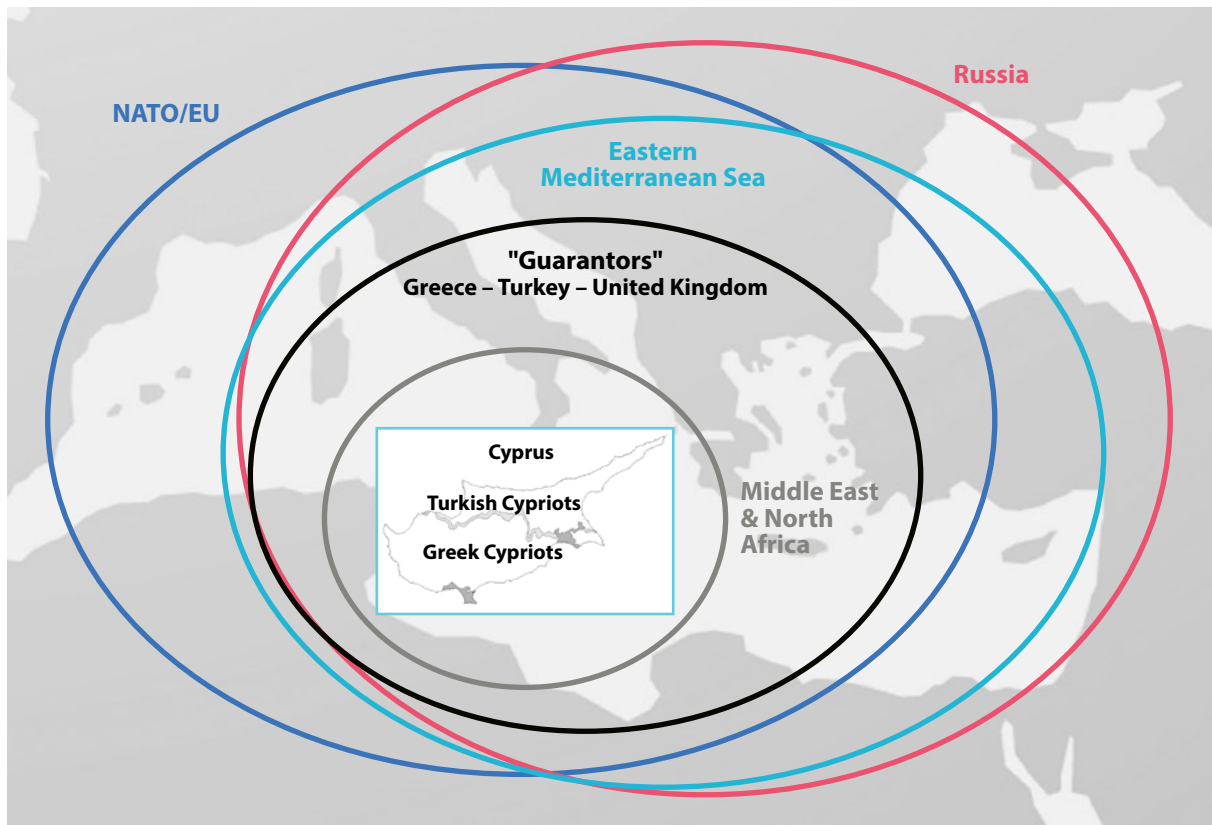 Russia
NATO/EU
Eastern
Mediterranean Sea
"Guarantors"
Greece – Turkey – United Kingdom
Cyprus
Turkish Cypriots
Greek Cypriots
Middle East
& North
Africa